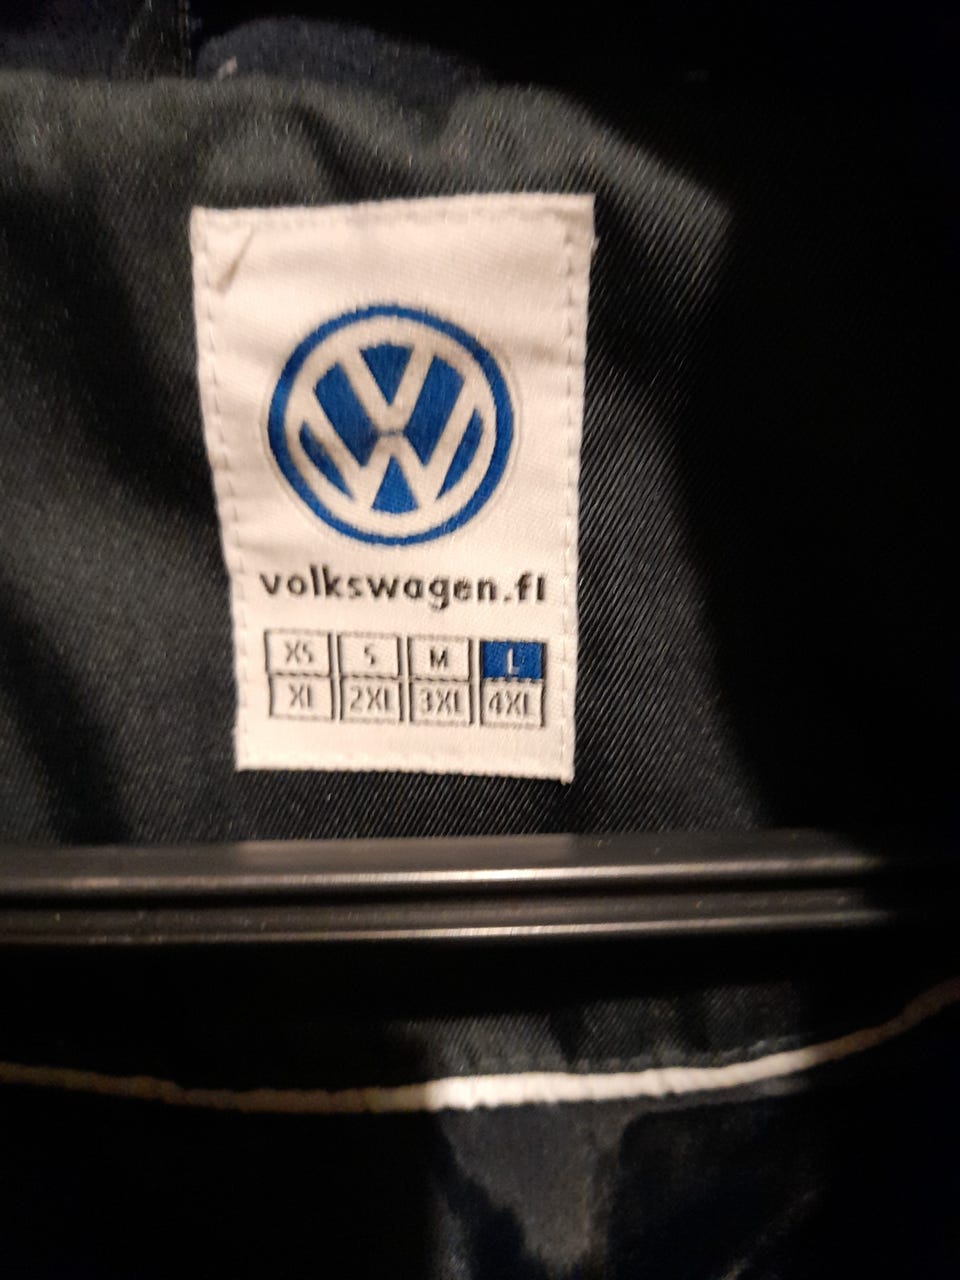 volkswagen.fi
XS S M L
XL 2XL 3XL 4XL